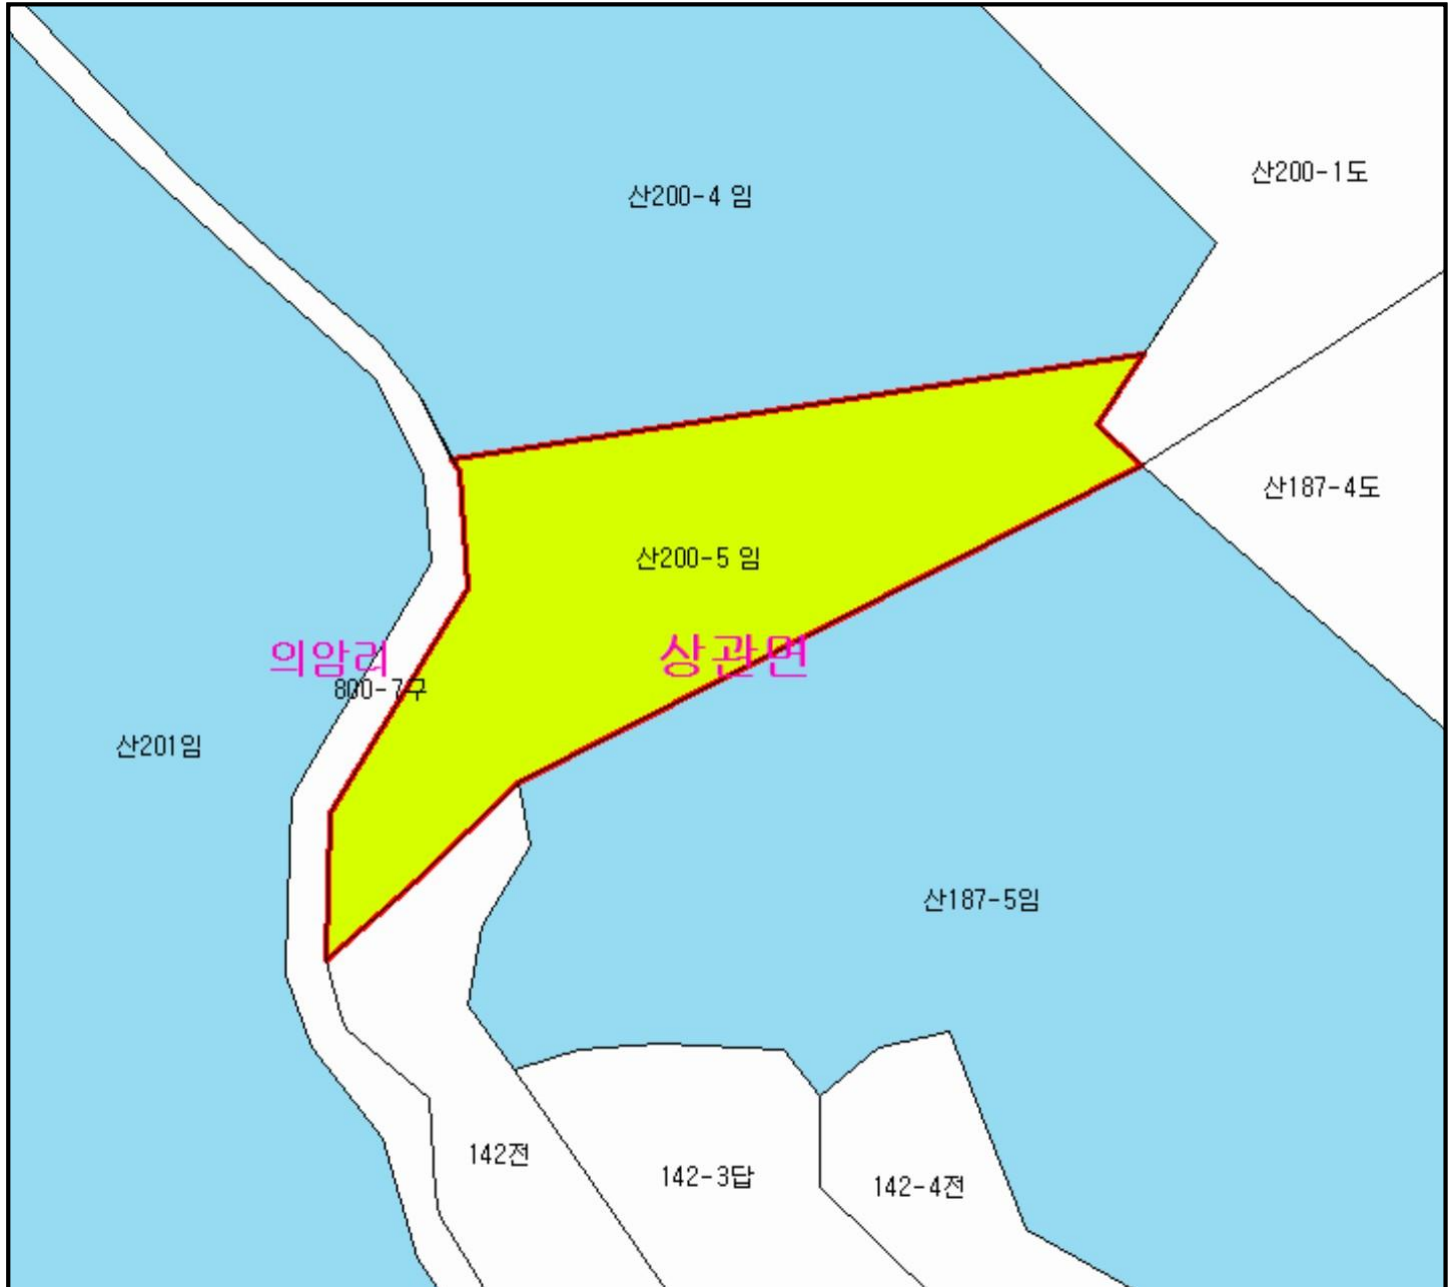 산200-1도
산200-4 임
산187-4도
산200-5 임
의암리
상관면
800-7구
산201임
산187-5임
142전
142-3답
142-4전